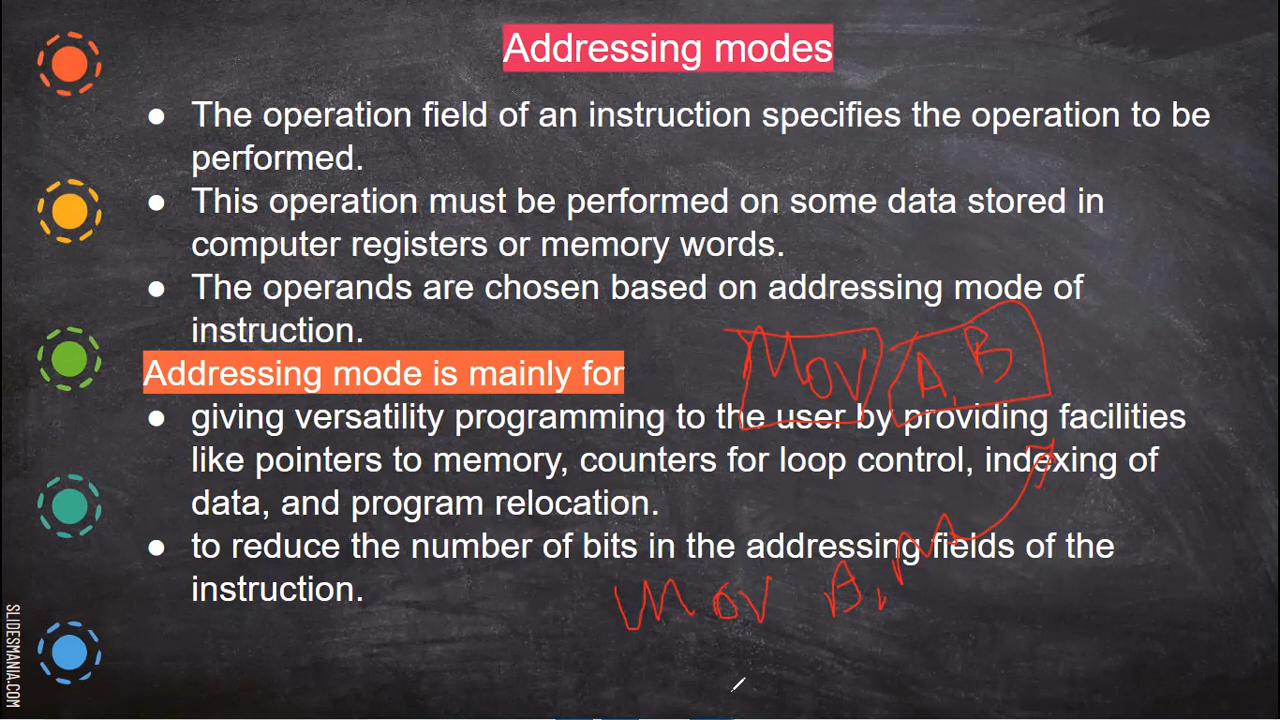 Addressing modes
● The operation field of an instruction specifies the operation to be
performed.
● This operation must be performed on some data stored in
computer registers or memory words.
● The operands are chosen based on addressing mode of
instruction.
MOV A, B
Addressing mode is mainly for
● giving versatility programming to the user by providing facilities
like pointers to memory, counters for loop control, indexing of
data, and program relocation.
● to reduce the number of bits in the addressing fields of the
instruction.
MOV A, M
SLIDESMANIA.COM